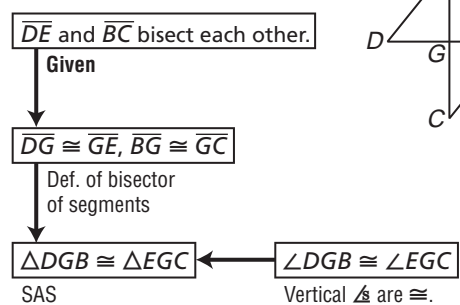 DE and BC bisect each other.
D
G
Given
C
DG ≅ GE, BG ≅ GC
Def. of bisector
of segments
△DGB ≅ △EGC
∠DGB ≅ ∠EGC
SAS
Vertical ∠s are ≅.